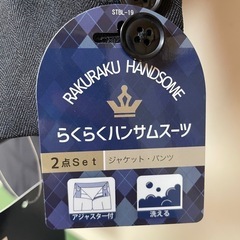 STBL-19
RAKURAKU HANDSOME
らくらくハンサムスーツ
2点Set
ジャケット・パンツ
アジャスター付
洗える